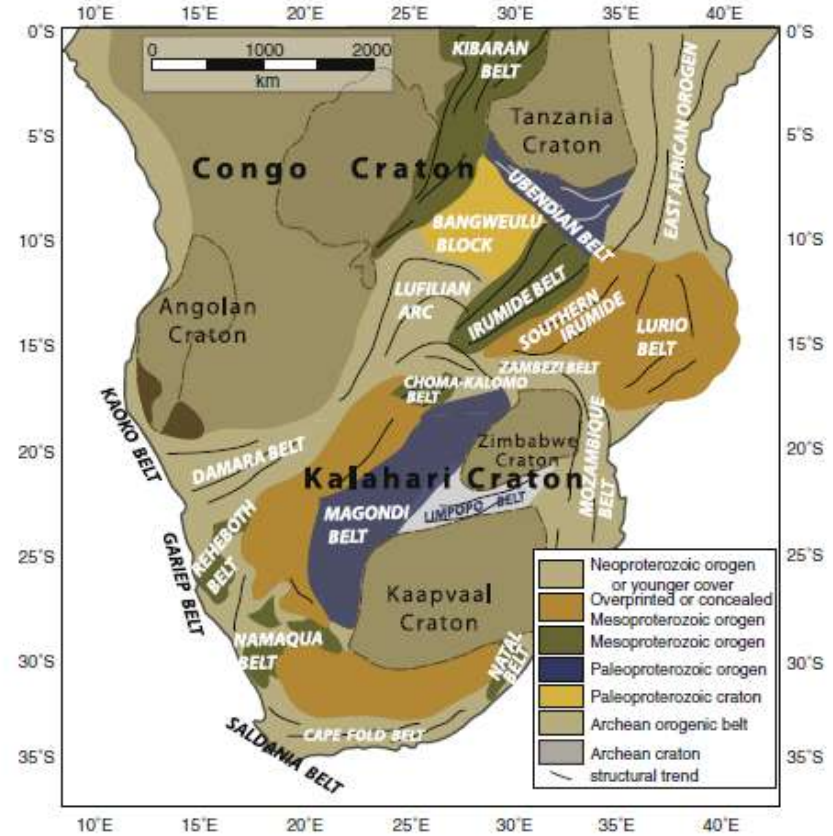 10°E 15°E 20°E 25°E 30°E 35°E 40°E
0°S
0°S
0 1000 2000
km
KIBARAN
BELT
EAST AFRICAN OROGEN
Tanzania
Craton
5°S
5°S
Congo Craton
UBENDIAN BELT
BANGWEULU
BLOCK
10°S
10°S
LUFILIAN
ARC
IRUMIDE BELT
SOUTHERN
IRUMIDE
LURIO
BELT
Angolan
Craton
15°S
15°S
ZAMBEZI BELT
CHOMA-KALOMO
BELT
KAOKO BELT
DAMARA BELT
Zimbabwe
Craton
MOZAMBIQUE
BELT
20°S
20°S
Kalahari Craton
MAGONDI
BELT
LIMPOPO BELT
REHEBOTH
BELT
GARIEP BELT
25°S
25°S
Kaapvaal
Craton
NAMAQUA
BELT
NATAL
BELT
30°S
30°S
CAPE FOLD BELT
SALDANIA BELT
35°S
35°S
Neoproterozoic orogen
or younger cover
Overprinted or concealed
Mesoproterozoic orogen
Mesoproterozoic orogen
Paleoproterozoic orogen
Paleoproterozoic craton
Archean orogenic belt
Archean craton
structural trend
10°E 15°E 20°E 25°E 30°E 35°E 40°E